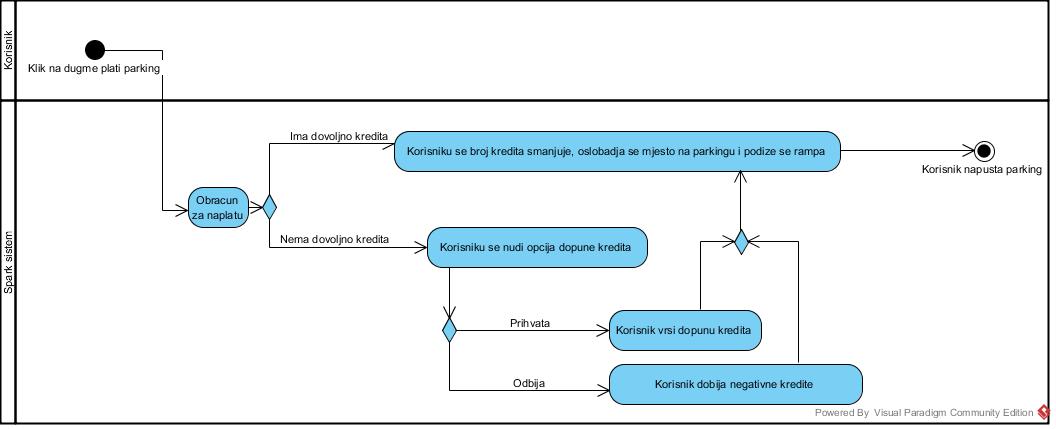 Korisnik
Klik na dugme plati parking
Spark sistom
Ima dovoljno kredita
Korisniku se broj kredita smanjuje, oslobadja se mjesto na parkingu i podize se rampa
Korisnik napusta parking
Obracun
za naplatu
Nema dovoljno kredita
Korisniku se nudi opcija dopune kredita
Prihvata
Korisnik vrsi dopunu kredita
Odbija
Korisnik dobija negativne kredite
Powered By Visual Paradigm Community Edition